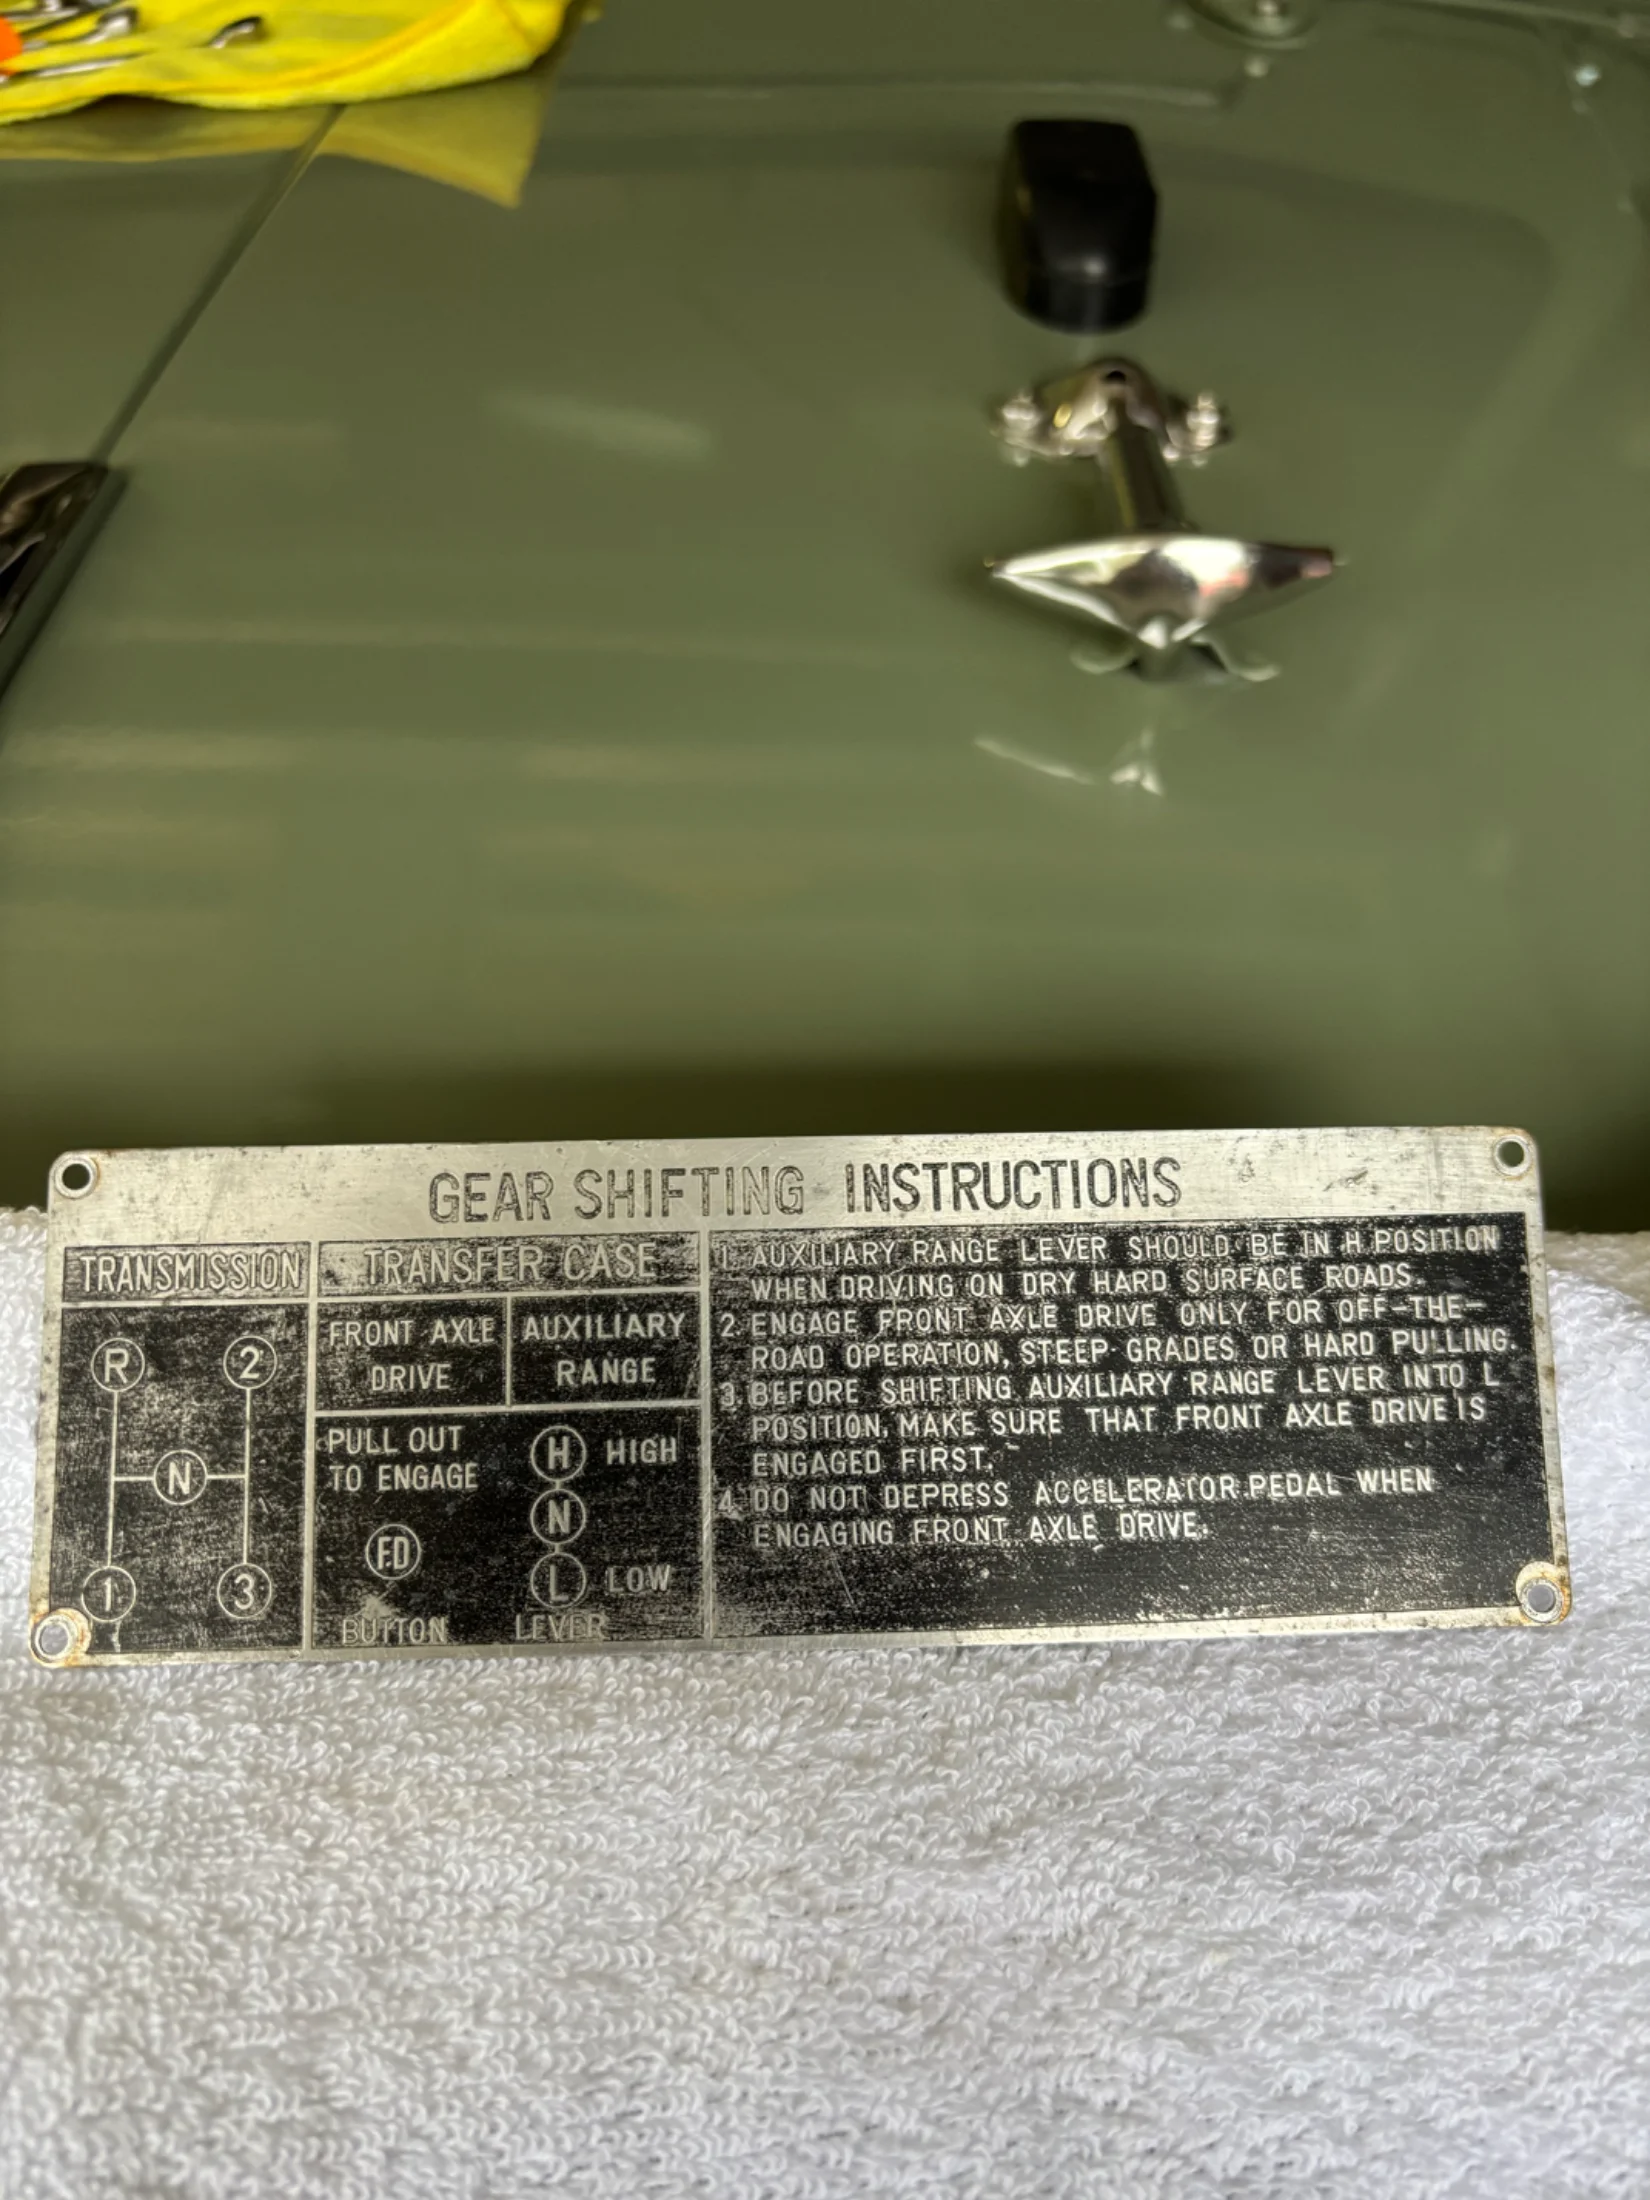 GEAR SHIFTING INSTRUCTIONS
TRANSMISSION
R 2
N
1 3
TRANSFER CASE
FRONT AXLE
DRIVE
PULL OUT
TO ENGAGE
F.D
BUTTON
AUXILIARY
RANGE
H HIGH
N
L LOW
LEVER
1. AUXILIARY RANGE LEVER SHOULD BE IN H POSITION
WHEN DRIVING ON DRY HARD SURFACE ROADS.
2. ENGAGE FRONT AXLE DRIVE ONLY FOR OFF-THE-
ROAD OPERATION, STEEP GRADES OR HARD PULLING.
3. BEFORE SHIFTING AUXILIARY RANGE LEVER INTO L
POSITION, MAKE SURE THAT FRONT AXLE DRIVE IS
ENGAGED FIRST.
4. DO NOT DEPRESS ACCELERATOR PEDAL WHEN
ENGAGING FRONT AXLE DRIVE.